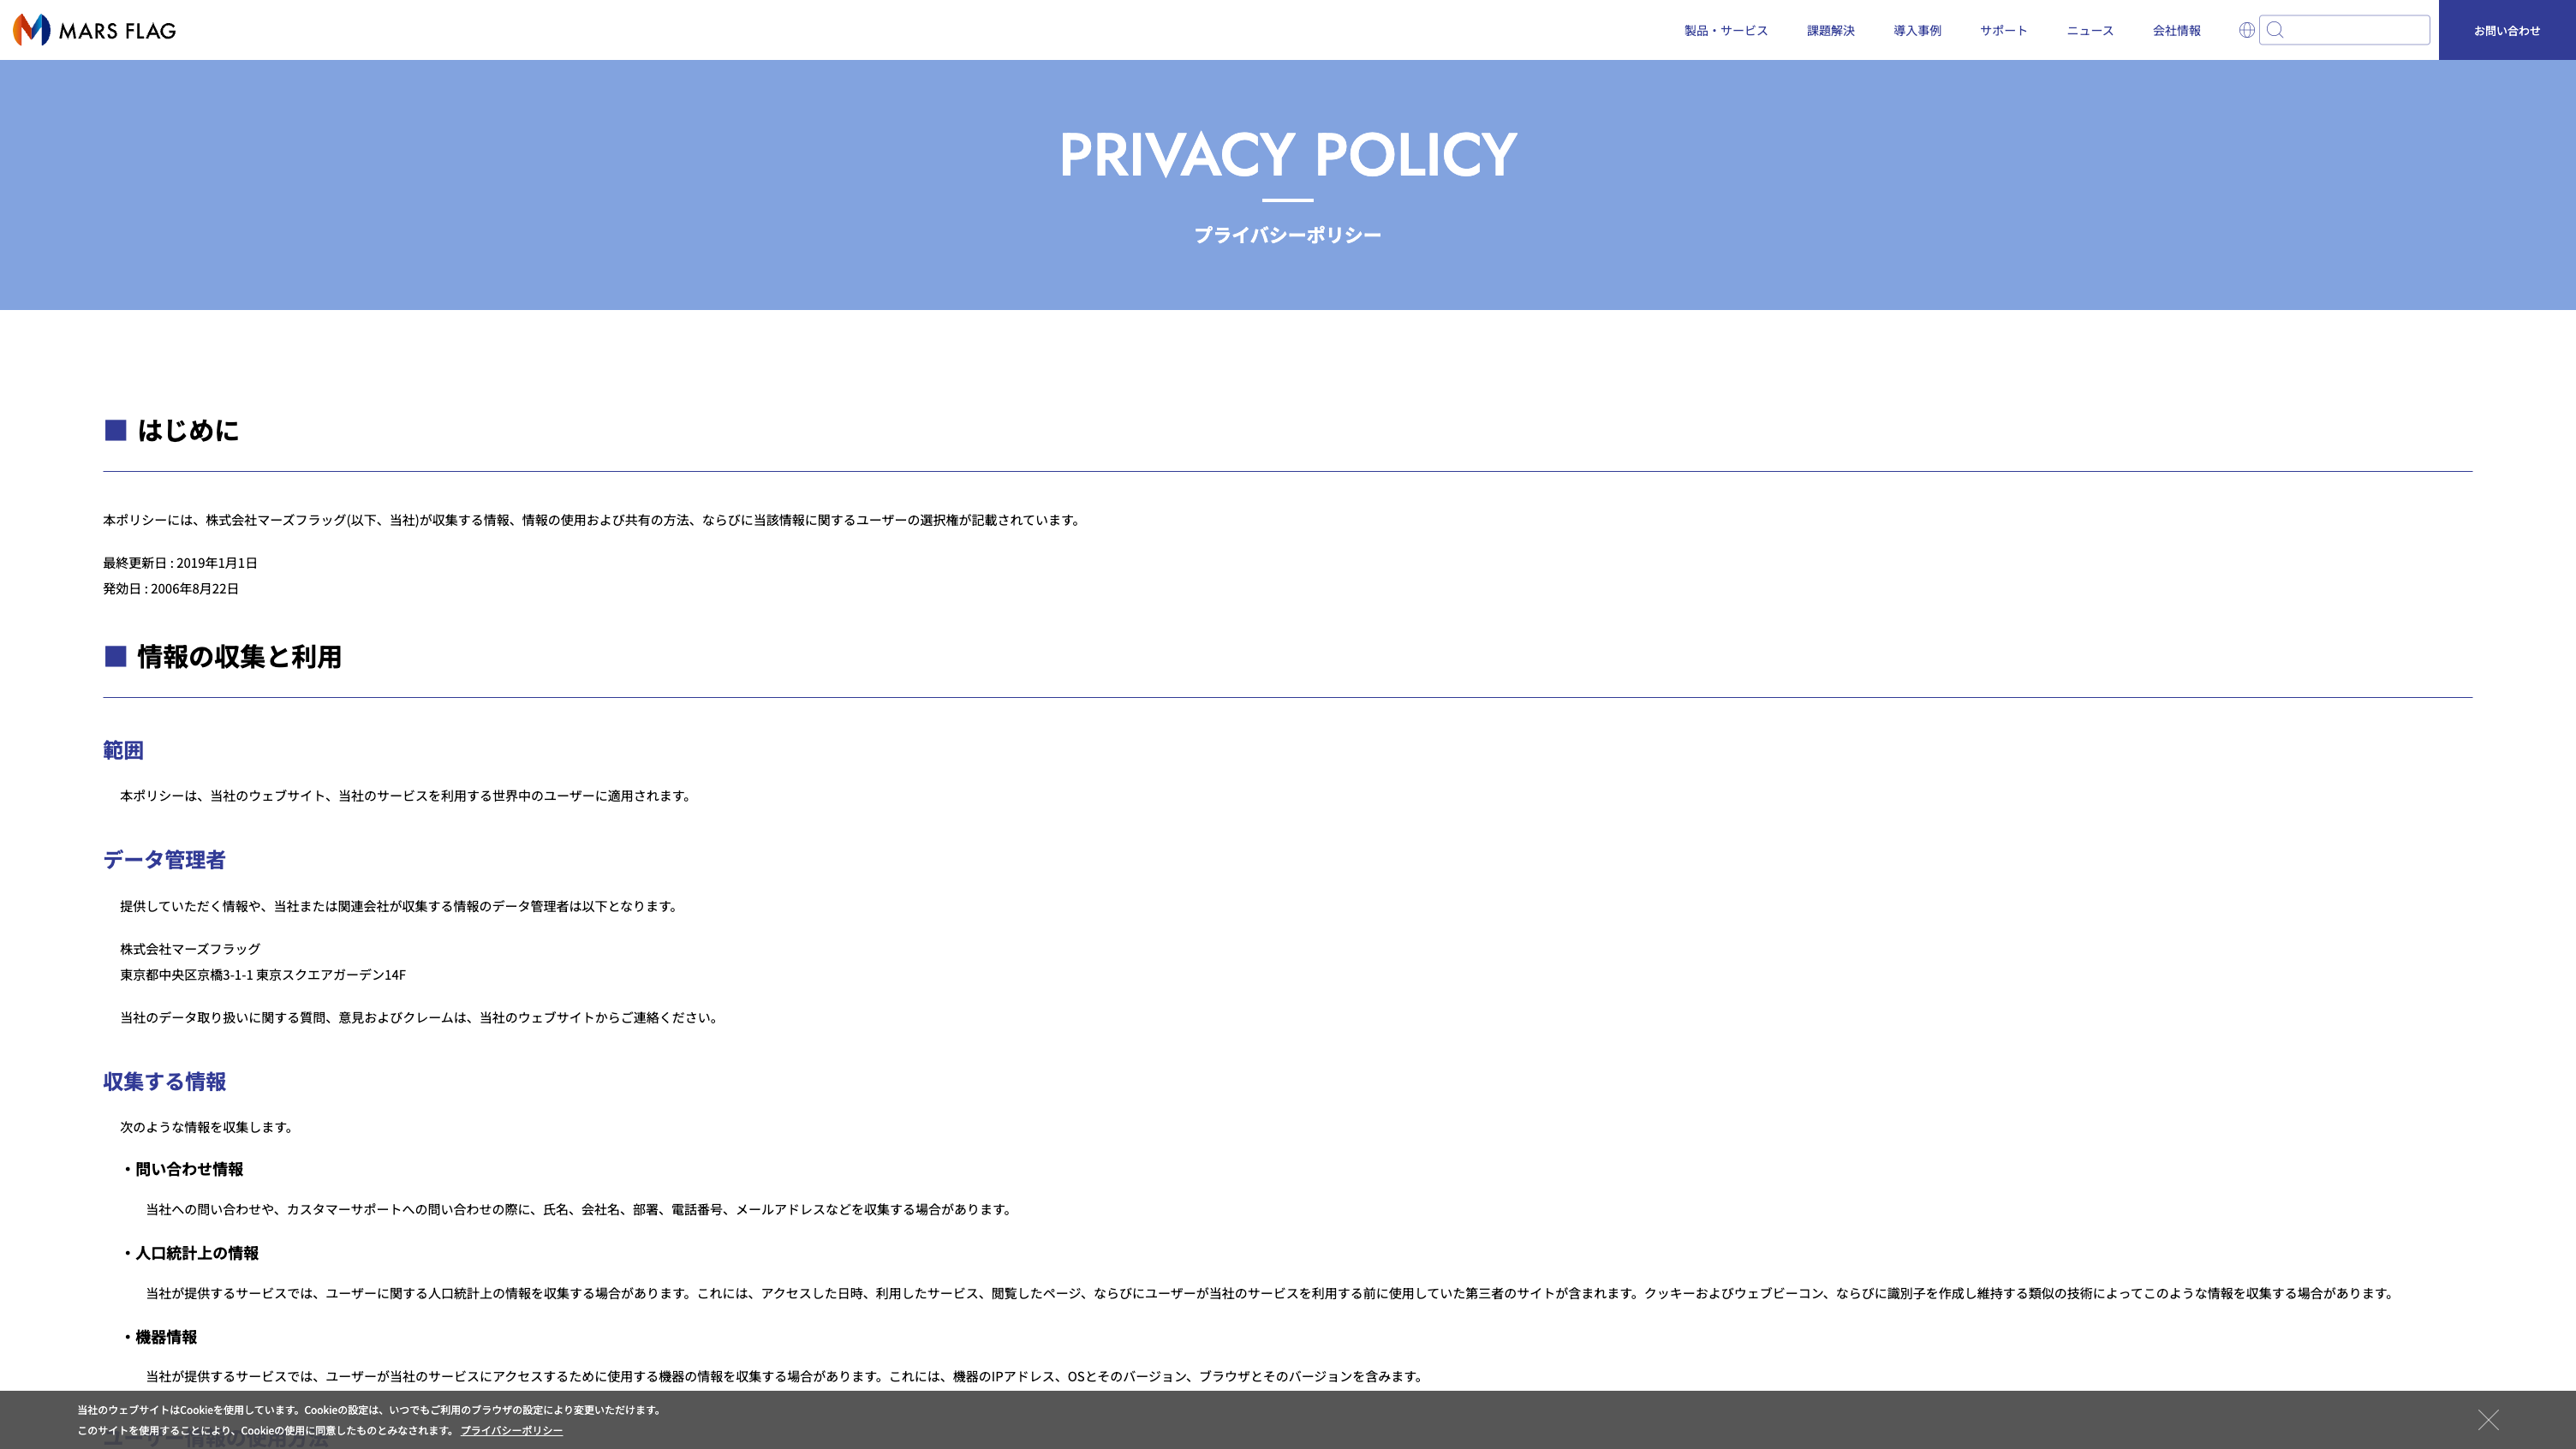 MARS FLAG
製品・サービス
課題解決
導入事例
サポート
ニュース
会社情報
お問い合わせ
PRIVACY POLICY
プライバシーポリシー
■ はじめに
本ポリシーには、株式会社マーズフラッグ(以下、当社)が収集する情報、情報の使用および共有の方法、ならびに当該情報に関するユーザーの選択権が記載されています。
最終更新日 : 2019年1月1日
発効日 : 2006年8月22日
■ 情報の収集と利用
範囲
本ポリシーは、当社のウェブサイト、当社のサービスを利用する世界中のユーザーに適用されます。
データ管理者
提供していただく情報や、当社または関連会社が収集する情報のデータ管理者は以下となります。
株式会社マーズフラッグ
東京都中央区京橋3-1-1 東京スクエアガーデン14F
当社のデータ取り扱いに関する質問、意見およびクレームは、当社のウェブサイトからご連絡ください。
収集する情報
次のような情報を収集します。
・問い合わせ情報
当社への問い合わせや、カスタマーサポートへの問い合わせの際に、氏名、会社名、部署、電話番号、メールアドレスなどを収集する場合があります。
・人口統計上の情報
当社が提供するサービスでは、ユーザーに関する人口統計上の情報を収集する場合があります。これには、アクセスした日時、利用したサービス、閲覧したページ、ならびにユーザーが当社のサービスを利用する前に使用していた第三者のサイトが含まれます。クッキーおよびウェブビーコン、ならびに識別子を作成し維持する類似の技術によってこのような情報を収集する場合があります。
・機器情報
当社が提供するサービスでは、ユーザーが当社のサービスにアクセスするために使用する機器の情報を収集する場合があります。これには、機器のIPアドレス、OSとそのバージョン、ブラウザとそのバージョンを含みます。
当社のウェブサイトはCookieを使用しています。Cookieの設定は、いつでもご利用のブラウザの設定により変更いただけます。
このサイトを使用することにより、Cookieの使用に同意したものとみなされます。 プライバシーポリシー